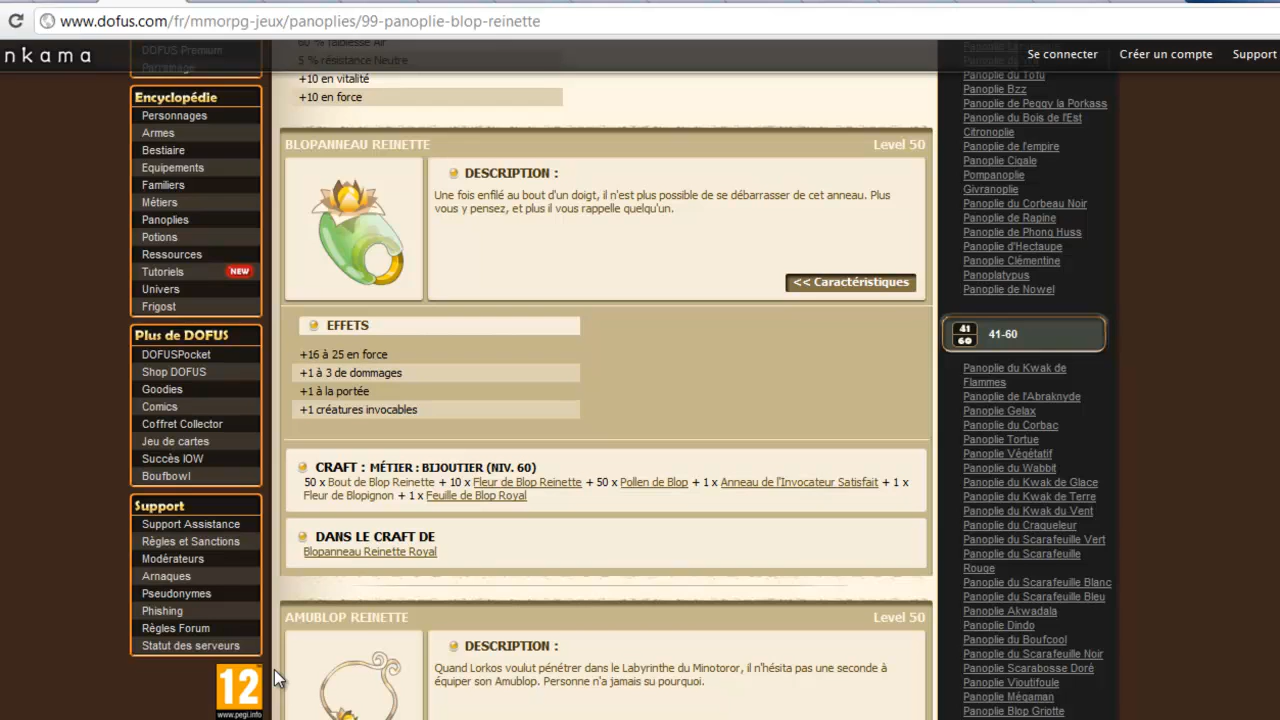 www.dofus.com/fr/mmorpg-jeux/panoplies/99-panoplie-blop-reinette
nkama
Se connecter
Créer un compte
Support
DOFUS Premium
Parrainage
Encyclopédie
Personnages
Armes
Bestiaire
Equipements
Familiers
Métiers
Panoplies
Potions
Ressources
Tutoriels NEW
Univers
Frigost
Plus de DOFUS
DOFUSPocket
Shop DOFUS
Goodies
Comics
Coffret Collector
Jeu de cartes
Succès IOW
Boufbowl
Support
Support Assistance
Règles et Sanctions
Modérateurs
Arnaques
Pseudonymes
Phishing
Règles Forum
Statut des serveurs
12
www.pegi.info
60 % faiblesse Air
5 % résistance Neutre
+10 en vitalité
+10 en force
BLOPANNEAU REINETTE Level 50
DESCRIPTION :
Une fois enfilé au bout d'un doigt, il n'est plus possible de se débarrasser de cet anneau. Plus
vous y pensez, et plus il vous rappelle quelqu'un.
<< Caractéristiques
EFFETS
+16 à 25 en force
+1 à 3 de dommages
+1 à la portée
+1 créatures invocables
CRAFT : MÉTIER : BIJOUTIER (NIV. 60)
50 x Bout de Blop Reinette + 10 x Fleur de Blop Reinette + 50 x Pollen de Blop + 1 x Anneau de l'Invocateur Satisfait + 1 x
Fleur de Blopignon + 1 x Feuille de Blop Royal
DANS LE CRAFT DE
Blopanneau Reinette Royal
AMUBLOP REINETTE Level 50
DESCRIPTION :
Quand Lorkos voulut pénétrer dans le Labyrinthe du Minotoror, il n'hésita pas une seconde à
équiper son Amublop. Personne n'a jamais su pourquoi.
Panoplie du Tofu
Panoplie Bzz
Panoplie de Peggy la Porkass
Panoplie du Bois de l'Est
Citronoplie
Panoplie de l'empire
Panoplie Cigale
Pompanoplie
Givranoplie
Panoplie du Corbeau Noir
Panoplie de Rapine
Panoplie de Phong Huss
Panoplie d'Hectaupe
Panoplie Clémentine
Panoplatypus
Panoplie de Nowel
41
60
41-60
Panoplie du Kwak de
Flammes
Panoplie de l'Abraknyde
Panoplie Gelax
Panoplie du Corbac
Panoplie Tortue
Panoplie Végétatif
Panoplie du Wabbit
Panoplie du Kwak de Glace
Panoplie du Kwak de Terre
Panoplie du Kwak du Vent
Panoplie du Craqueleur
Panoplie du Scarafeuille Vert
Panoplie du Scarafeuille
Rouge
Panoplie du Scarafeuille Blanc
Panoplie du Scarafeuille Bleu
Panoplie Akwadala
Panoplie Dindo
Panoplie du Boufcool
Panoplie du Scarafeuille Noir
Panoplie Scarabosse Doré
Panoplie Vioutifoule
Panoplie Mégaman
Panoplie Blop Griotte